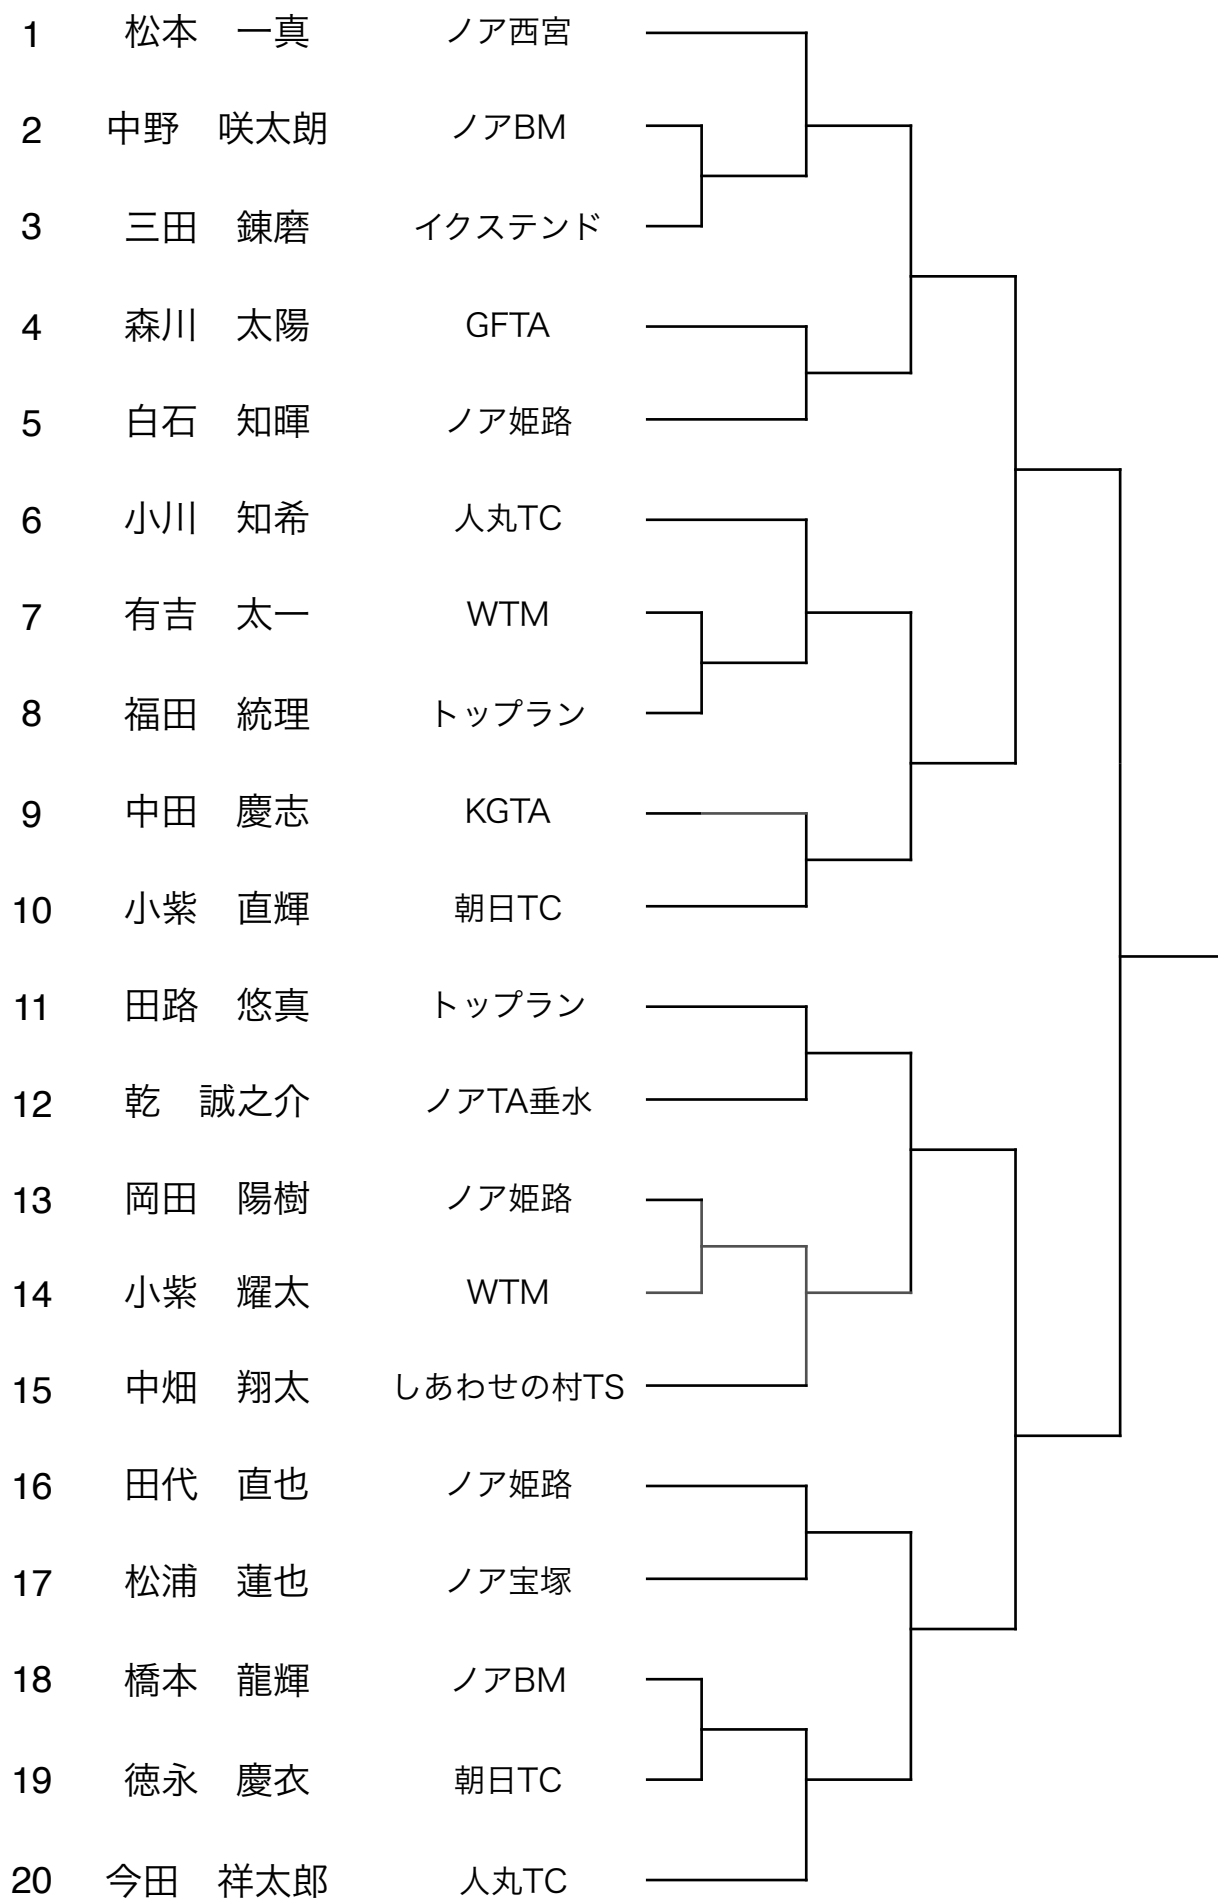 1 松本　一真 ノア西宮
2 中野　咲太朗 ノアBM
3 三田　錬磨 イクステンド
4 森川　太陽 GFTA
5 白石　知暉 ノア姫路
6 小川　知希 人丸TC
7 有吉　太一 WTM
8 福田　統理 トップラン
9 中田　慶志 KGTA
10 小紫　直輝 朝日TC
11 田路　悠真 トップラン
12 乾　誠之介 ノアTA垂水
13 岡田　陽樹 ノア姫路
14 小紫　耀太 WTM
15 中畑　翔太 しあわせの村TS
16 田代　直也 ノア姫路
17 松浦　蓮也 ノア宝塚
18 橋本　龍輝 ノアBM
19 徳永　慶衣 朝日TC
20 今田　祥太郎 人丸TC